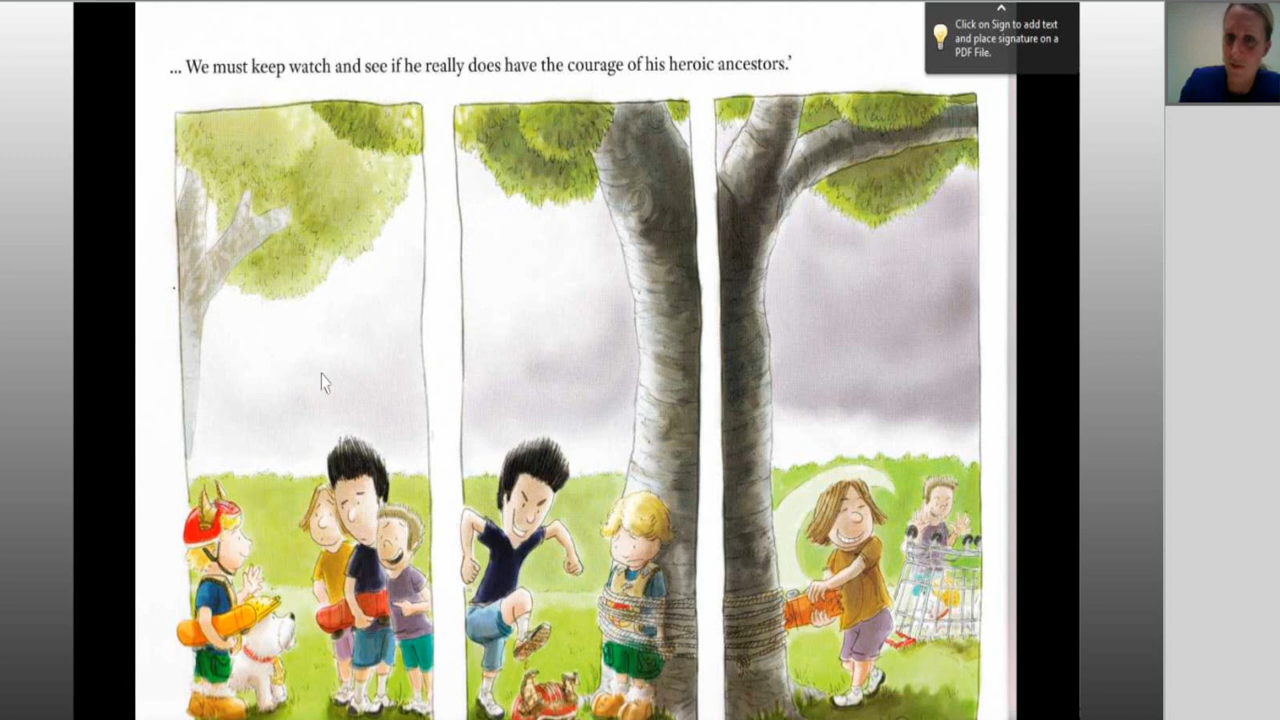 ... We must keep watch and see if he really does have the courage of his heroic ancestors.’
Click on Sign to add text
and place signature on a
PDF File.